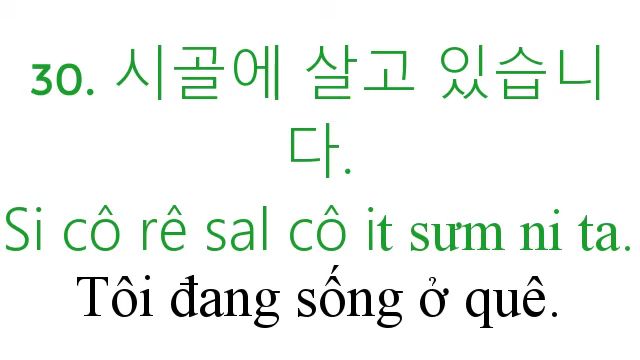 30. 시골에 살고 있습니
다.
Si cô rê sal cô it sưm ni ta.
Tôi đang sống ở quê.